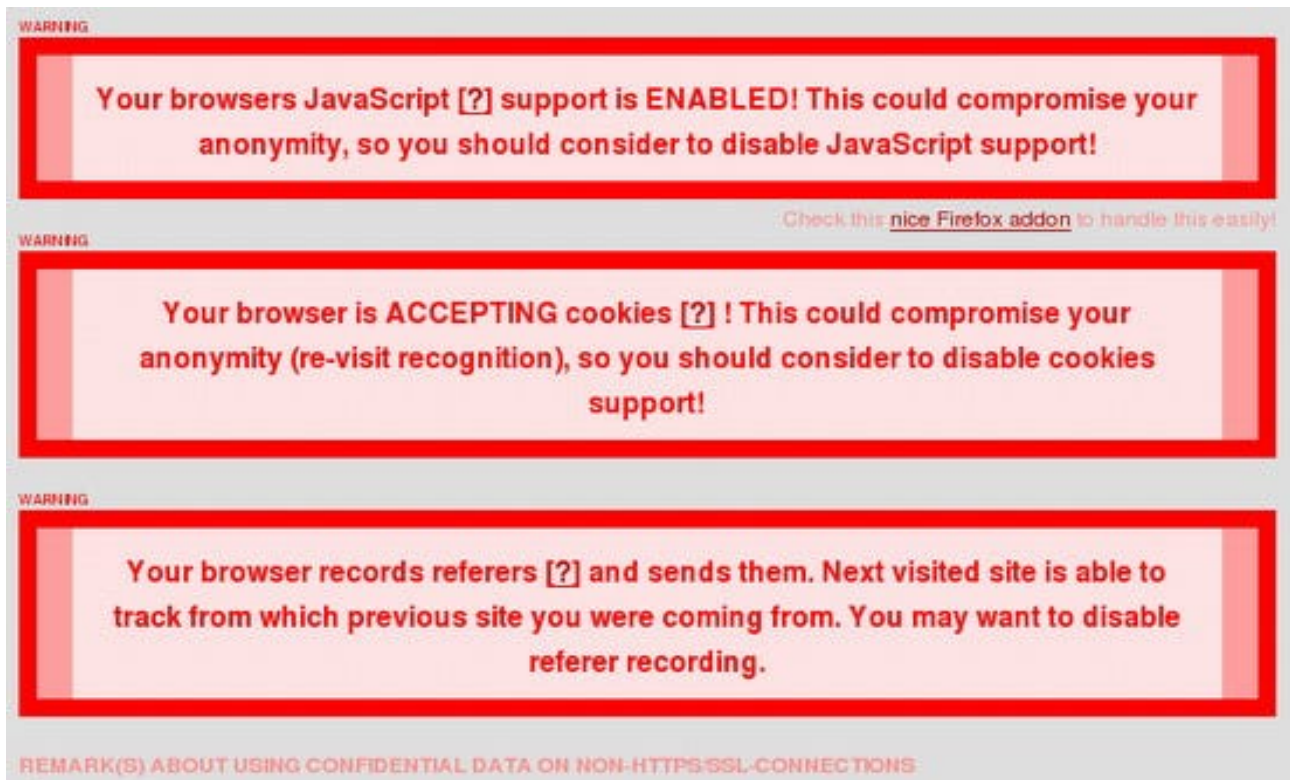 WARNING
Your browsers JavaScript [?] support is ENABLED! This could compromise your
anonymity, so you should consider to disable JavaScript support!
Check this nice Firefox addon to handle this easily!
WARNING
Your browser is ACCEPTING cookies [?] ! This could compromise your
anonymity (re-visit recognition), so you should consider to disable cookies
support!
WARNING
Your browser records referers [?] and sends them. Next visited site is able to
track from which previous site you were coming from. You may want to disable
referer recording.
REMARK(S) ABOUT USING CONFIDENTIAL DATA ON NON-HTTPS/SSL-CONNECTIONS